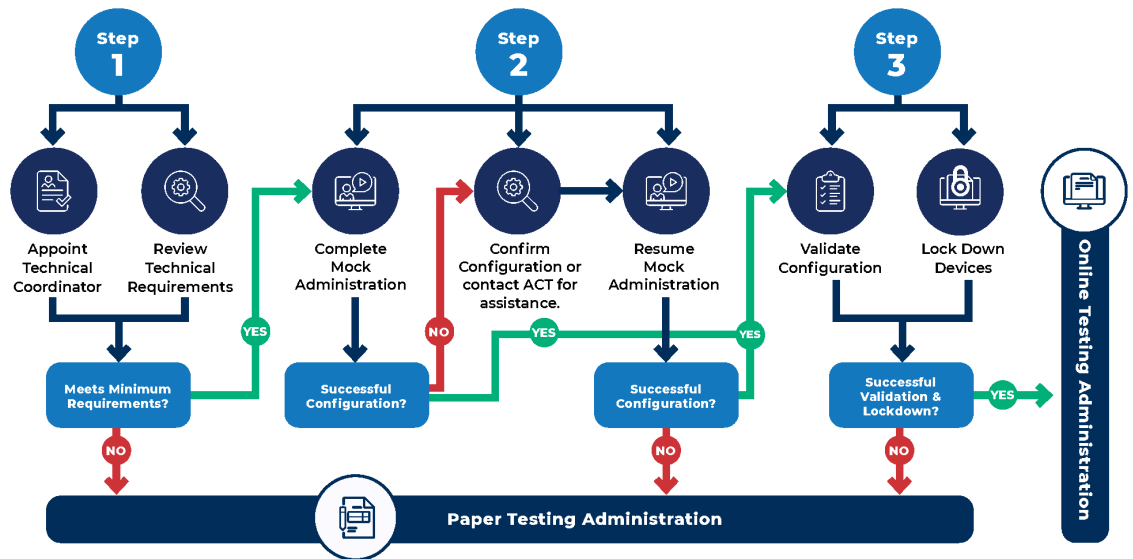 Step
1
Step
2
Step
3
Appoint
Technical
Coordinator
Review
Technical
Requirements
Complete
Mock
Administration
Confirm
Configuration or
contact ACT for
assistance.
Resume
Mock
Administration
Validate
Configuration
Lock Down
Devices
YES
NO
YES
YES
Meets Minimum
Requirements?
Successful
Configuration?
Successful
Configuration?
Successful
Validation &
Lockdown?
YES
NO
NO
NO
Paper Testing Administration
Online Testing Administration